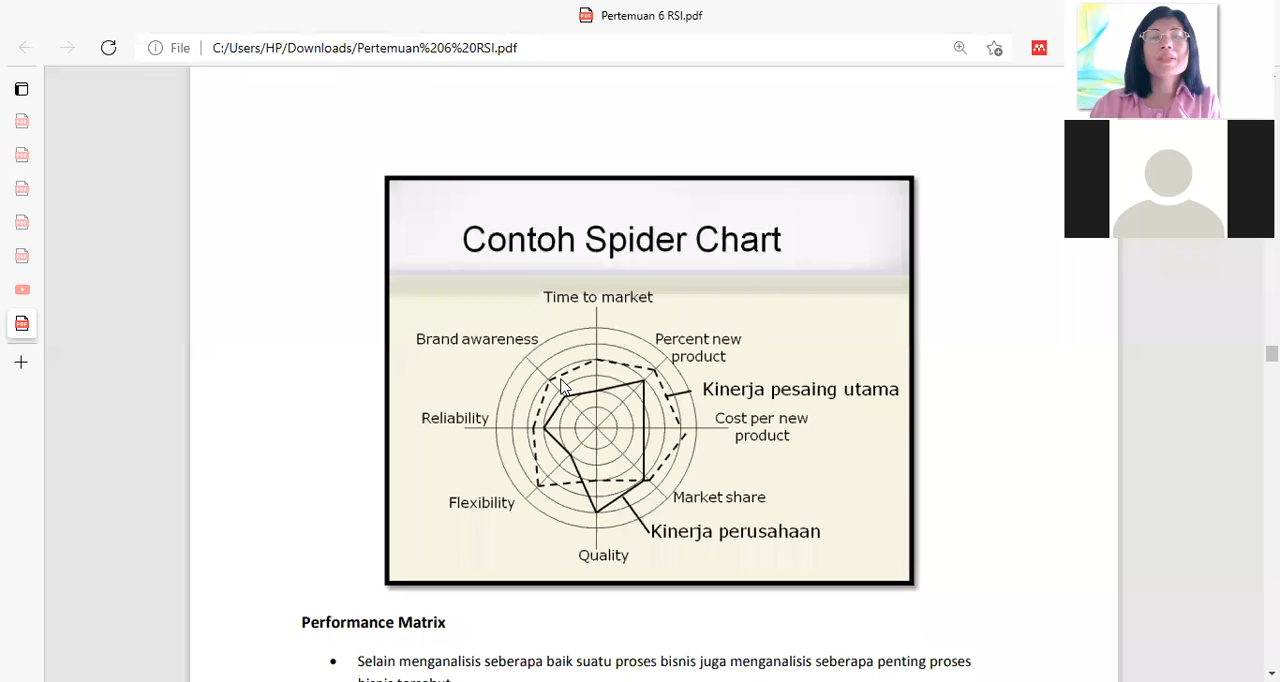 Pertemuan 6 RSI.pdf
File
C:/Users/HP/Downloads/Pertemuan%206%20RSI.pdf
Contoh Spider Chart
Time to market
Brand awareness
Percent new
product
Kinerja pesaing utama
Reliability
Cost per new
product
Flexibility
Market share
Kinerja perusahaan
Quality
Performance Matrix
• Selain menganalisis seberapa baik suatu proses bisnis juga menganalisis seberapa penting proses